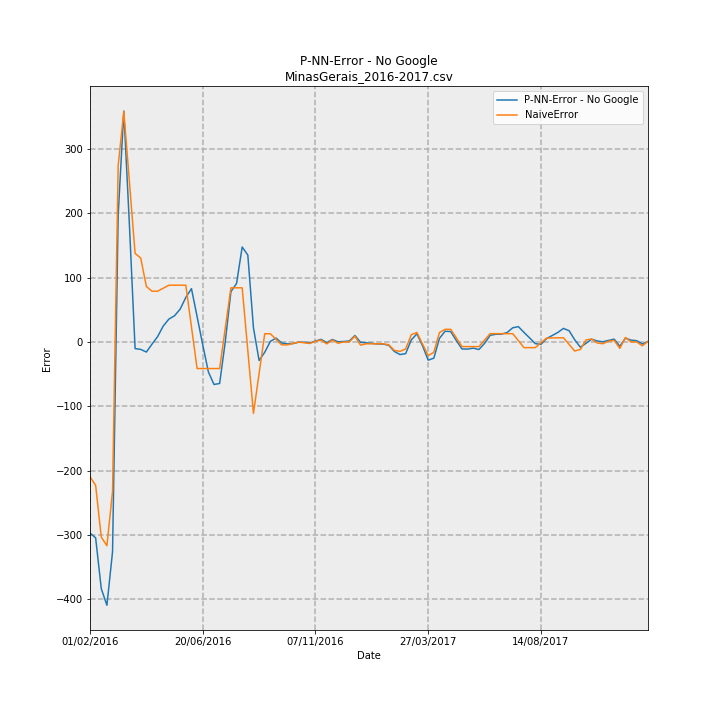 P-NN-Error - No Google
MinasGerais_2016-2017.csv
P-NN-Error - No Google
NaiveError
Error
300
200
100
0
−100
−200
−300
−400
01/02/2016
20/06/2016
07/11/2016
27/03/2017
14/08/2017
Date